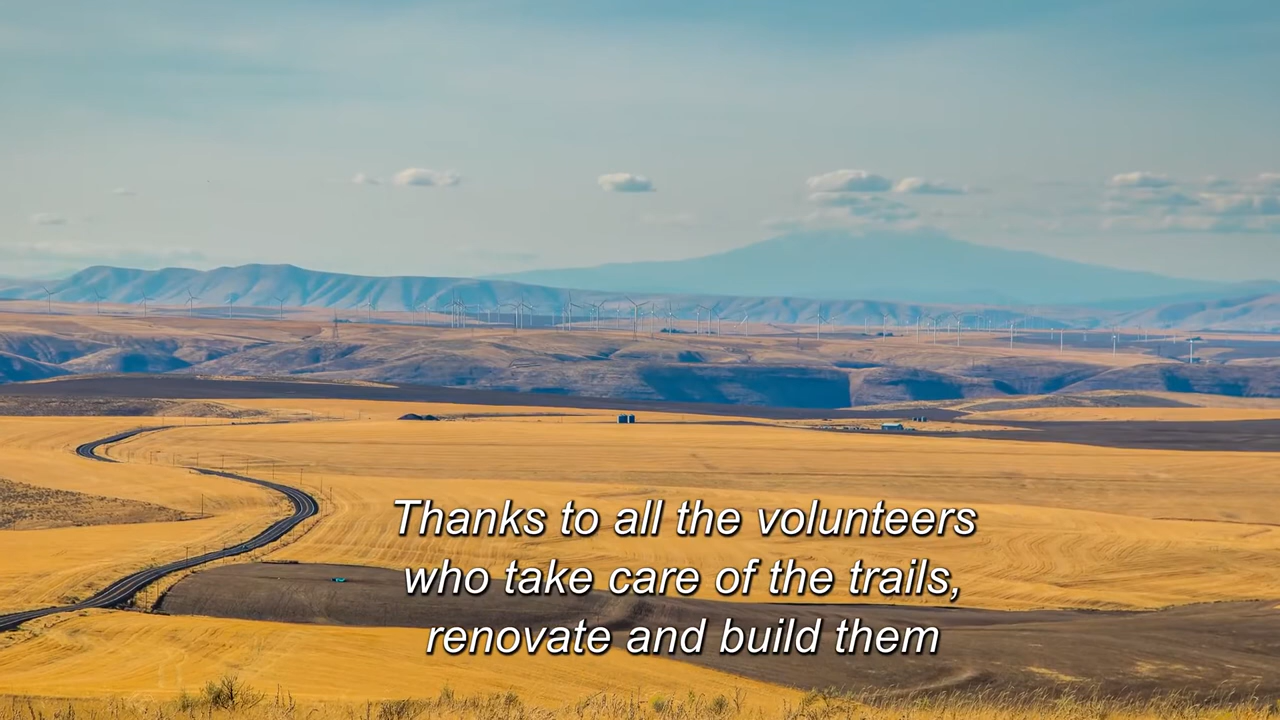 Thanks to all the volunteers
who take care of the trails,
renovate and build them